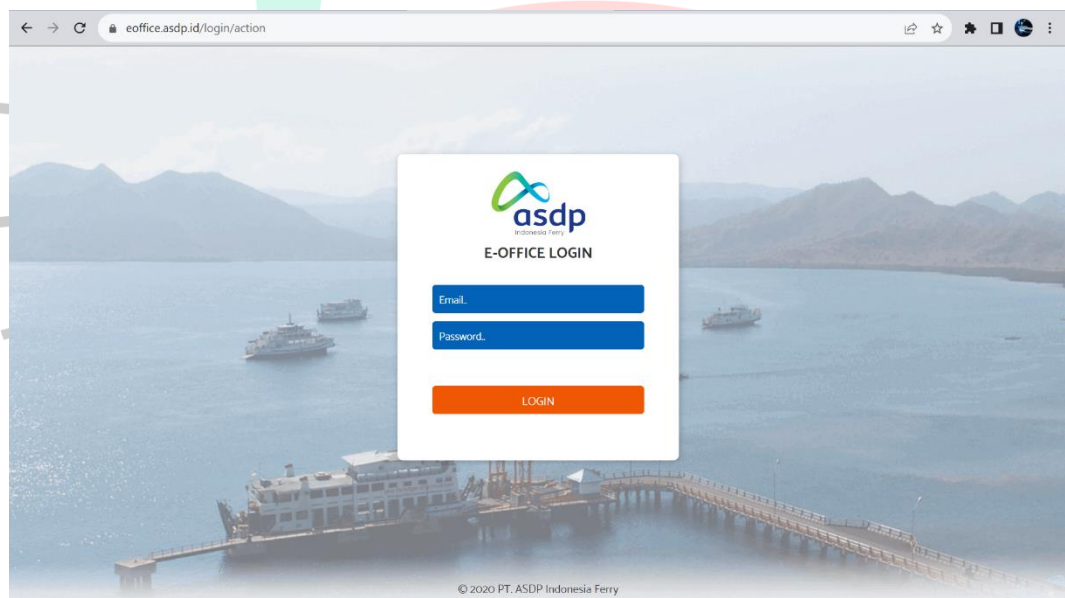 eoffice.asdp.id/login/action
asdp
Indonesia Ferry
E-OFFICE LOGIN
Email..
Password..
LOGIN
© 2020 PT. ASDP Indonesia Ferry